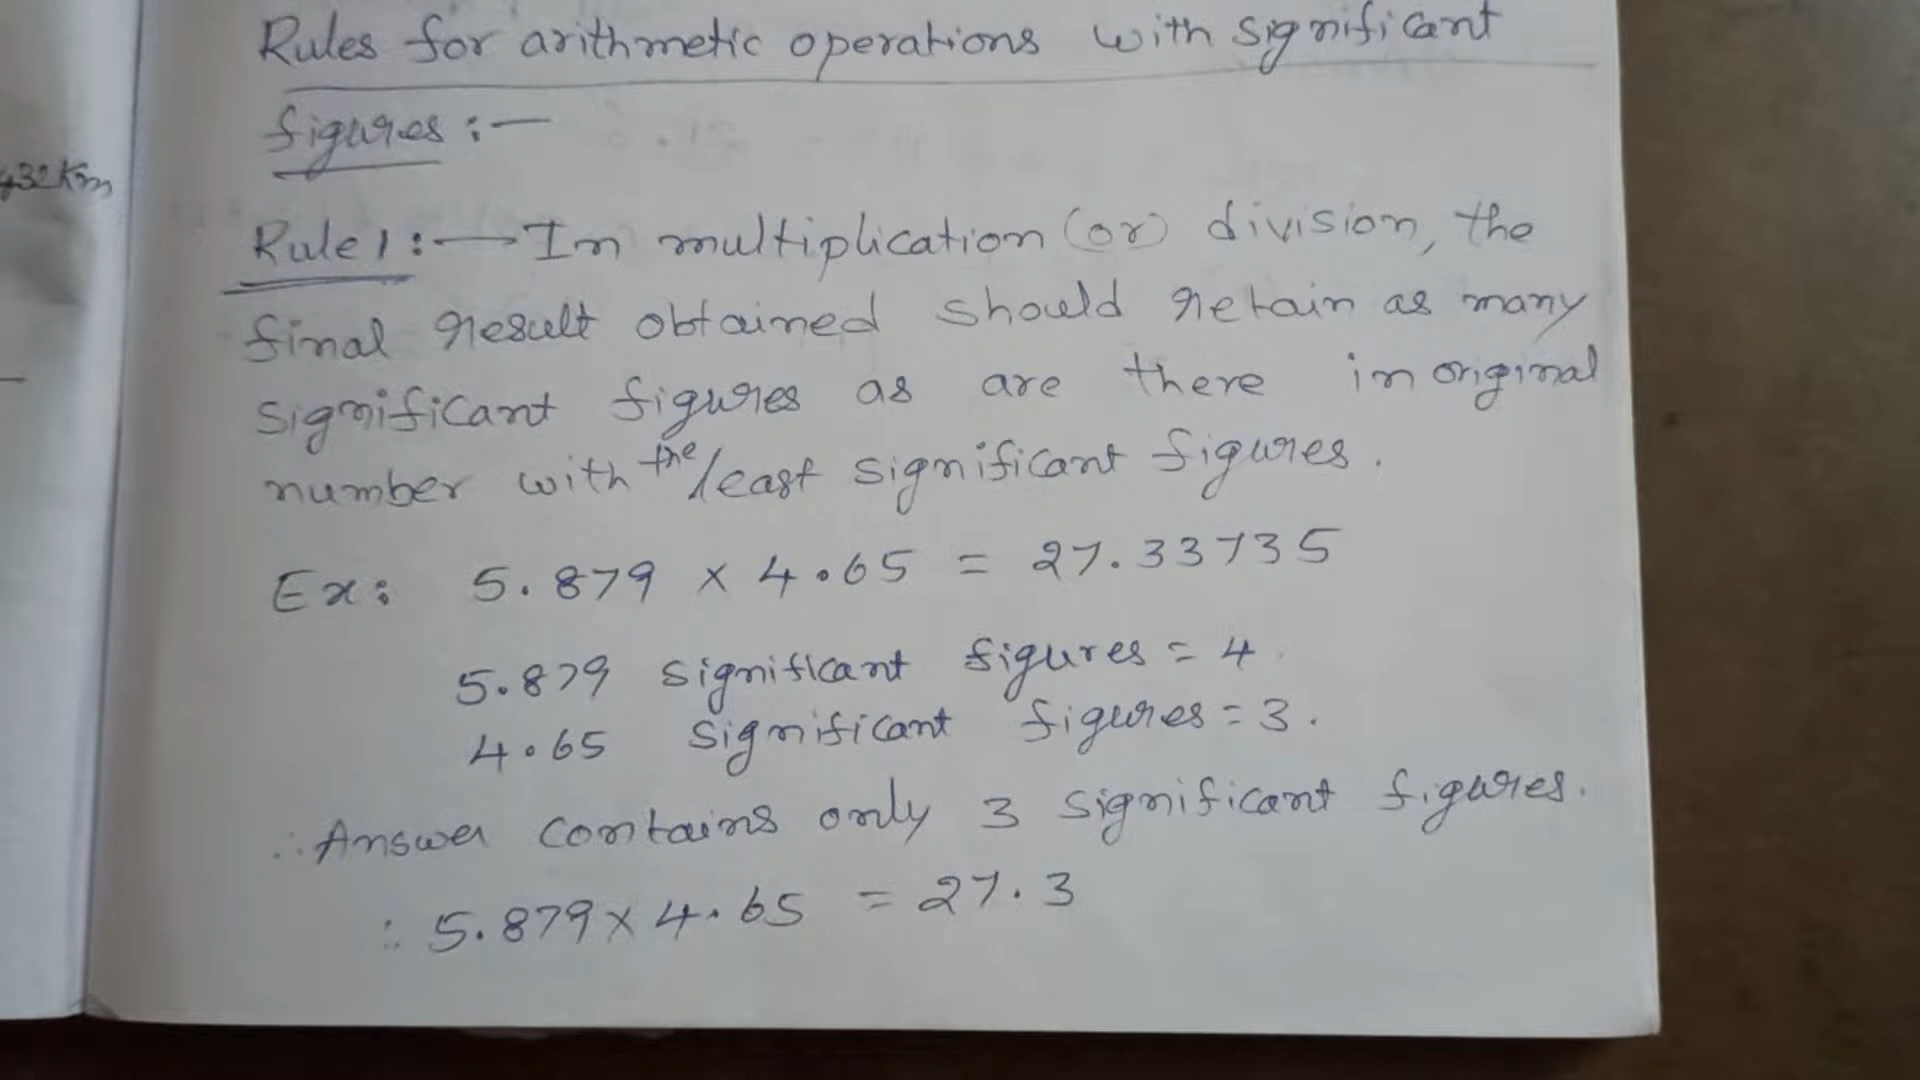 Rules for arithmetic operations with significant
figures :-
Rule 1 :- In multiplication (or) division, the
final result obtained should retain as many
significant figures as are there in original
number with the least significant figures.
Ex: 5.879 × 4.65 = 27.33735
5.879 significant figures = 4.
4.65 significant figures = 3.
∴ Answer contains only 3 significant figures.
∴ 5.879 × 4.65 = 27.3